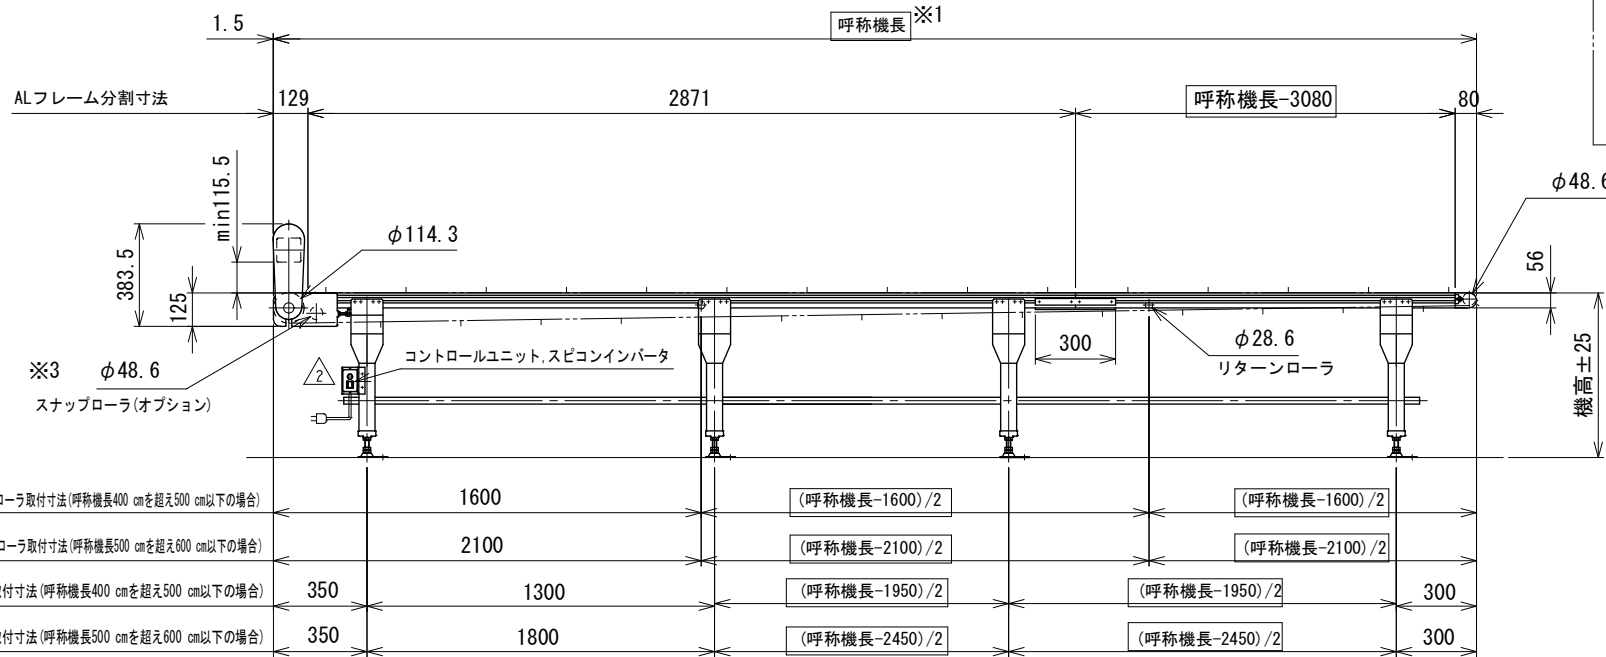 1.5
呼称機長 ※1
ALフレーム分割寸法
129
2871
呼称機長-3080
80
min115.5
383.5
125
φ114.3
φ48.6
56
※3 φ48.6
スナップローラ(オプション)
2
コントロールユニット,スピコンインバータ
300
φ28.6
リターンローラ
機高±25
ローラ取付寸法(呼称機長400 cmを超え500 cm以下の場合)
1600
(呼称機長-1600)/2
(呼称機長-1600)/2
ローラ取付寸法(呼称機長500 cmを超え600 cm以下の場合)
2100
(呼称機長-2100)/2
(呼称機長-2100)/2
付寸法(呼称機長400 cmを超え500 cm以下の場合)
350
1300
(呼称機長-1950)/2
(呼称機長-1950)/2
300
付寸法(呼称機長500 cmを超え600 cm以下の場合)
350
1800
(呼称機長-2450)/2
(呼称機長-2450)/2
300